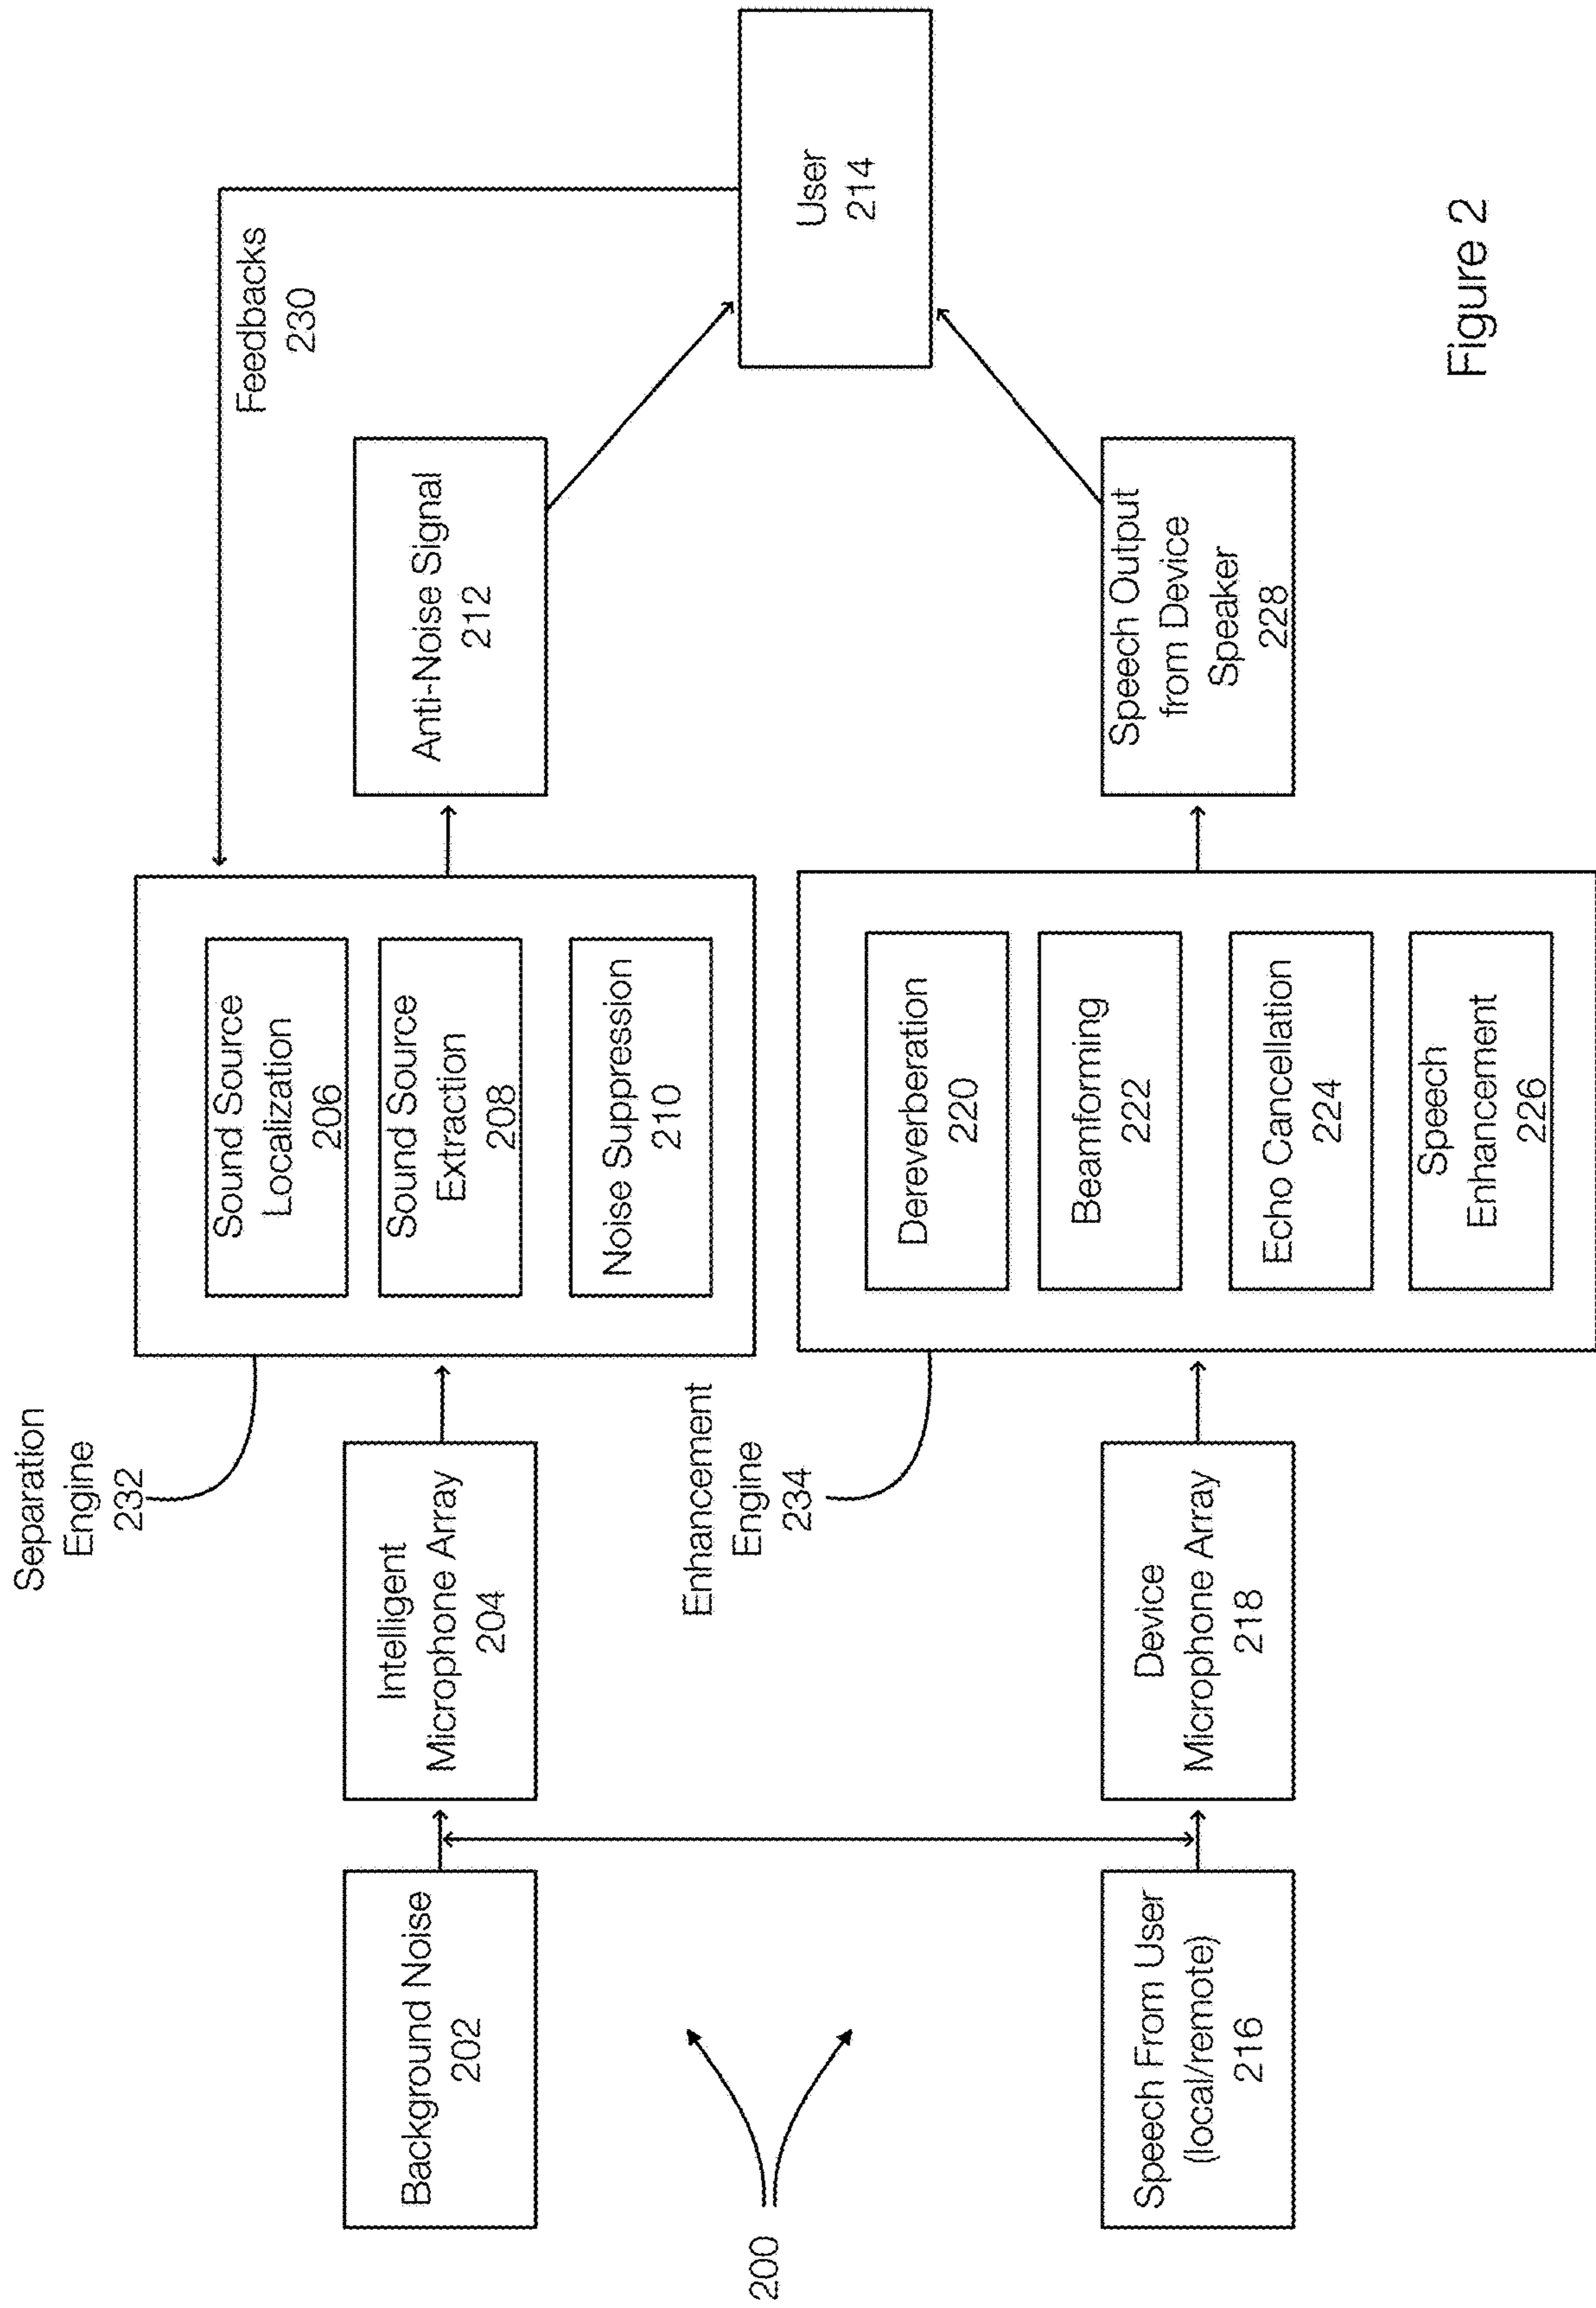 Separation
Engine
232
Feedbacks
230
Background Noise
202
Intelligent
Microphone Array
204
Sound Source
Localization
206
Sound Source
Extraction
208
Noise Suppression
210
Anti-Noise Signal
212
User
214
200
Enhancement
Engine
234
Speech From User
(local/remote)
216
Device
Microphone Array
218
Dereverberation
220
Beamforming
222
Echo Cancellation
224
Speech
Enhancement
226
Speech Output
from Device
Speaker
228
Figure 2